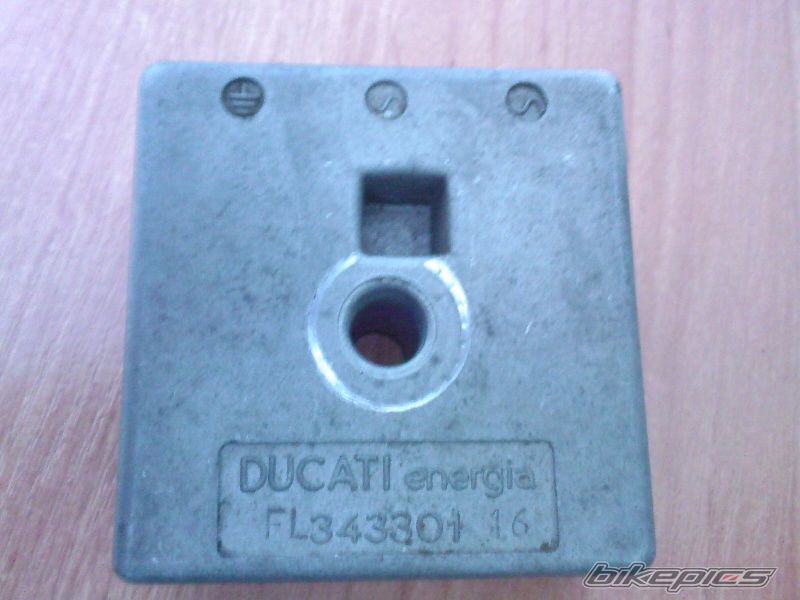 S S
DUCATI energia
FL343301 16
bikepics